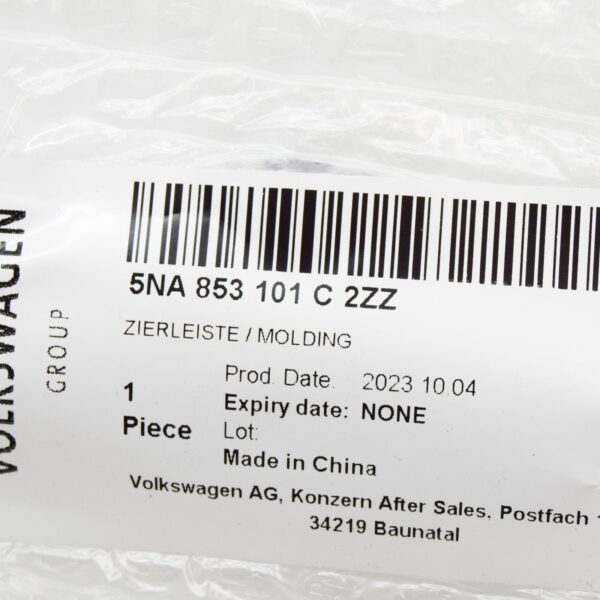 VOLKSWAGEN
GROUP
5NA 853 101 C 2ZZ
ZIERLEISTE / MOLDING
1
Piece
Prod. Date. 2023 10.04
Expiry date: NONE
Lot:
Made in China
Volkswagen AG, Konzern After Sales, Postfach 1
34219 Baunatal